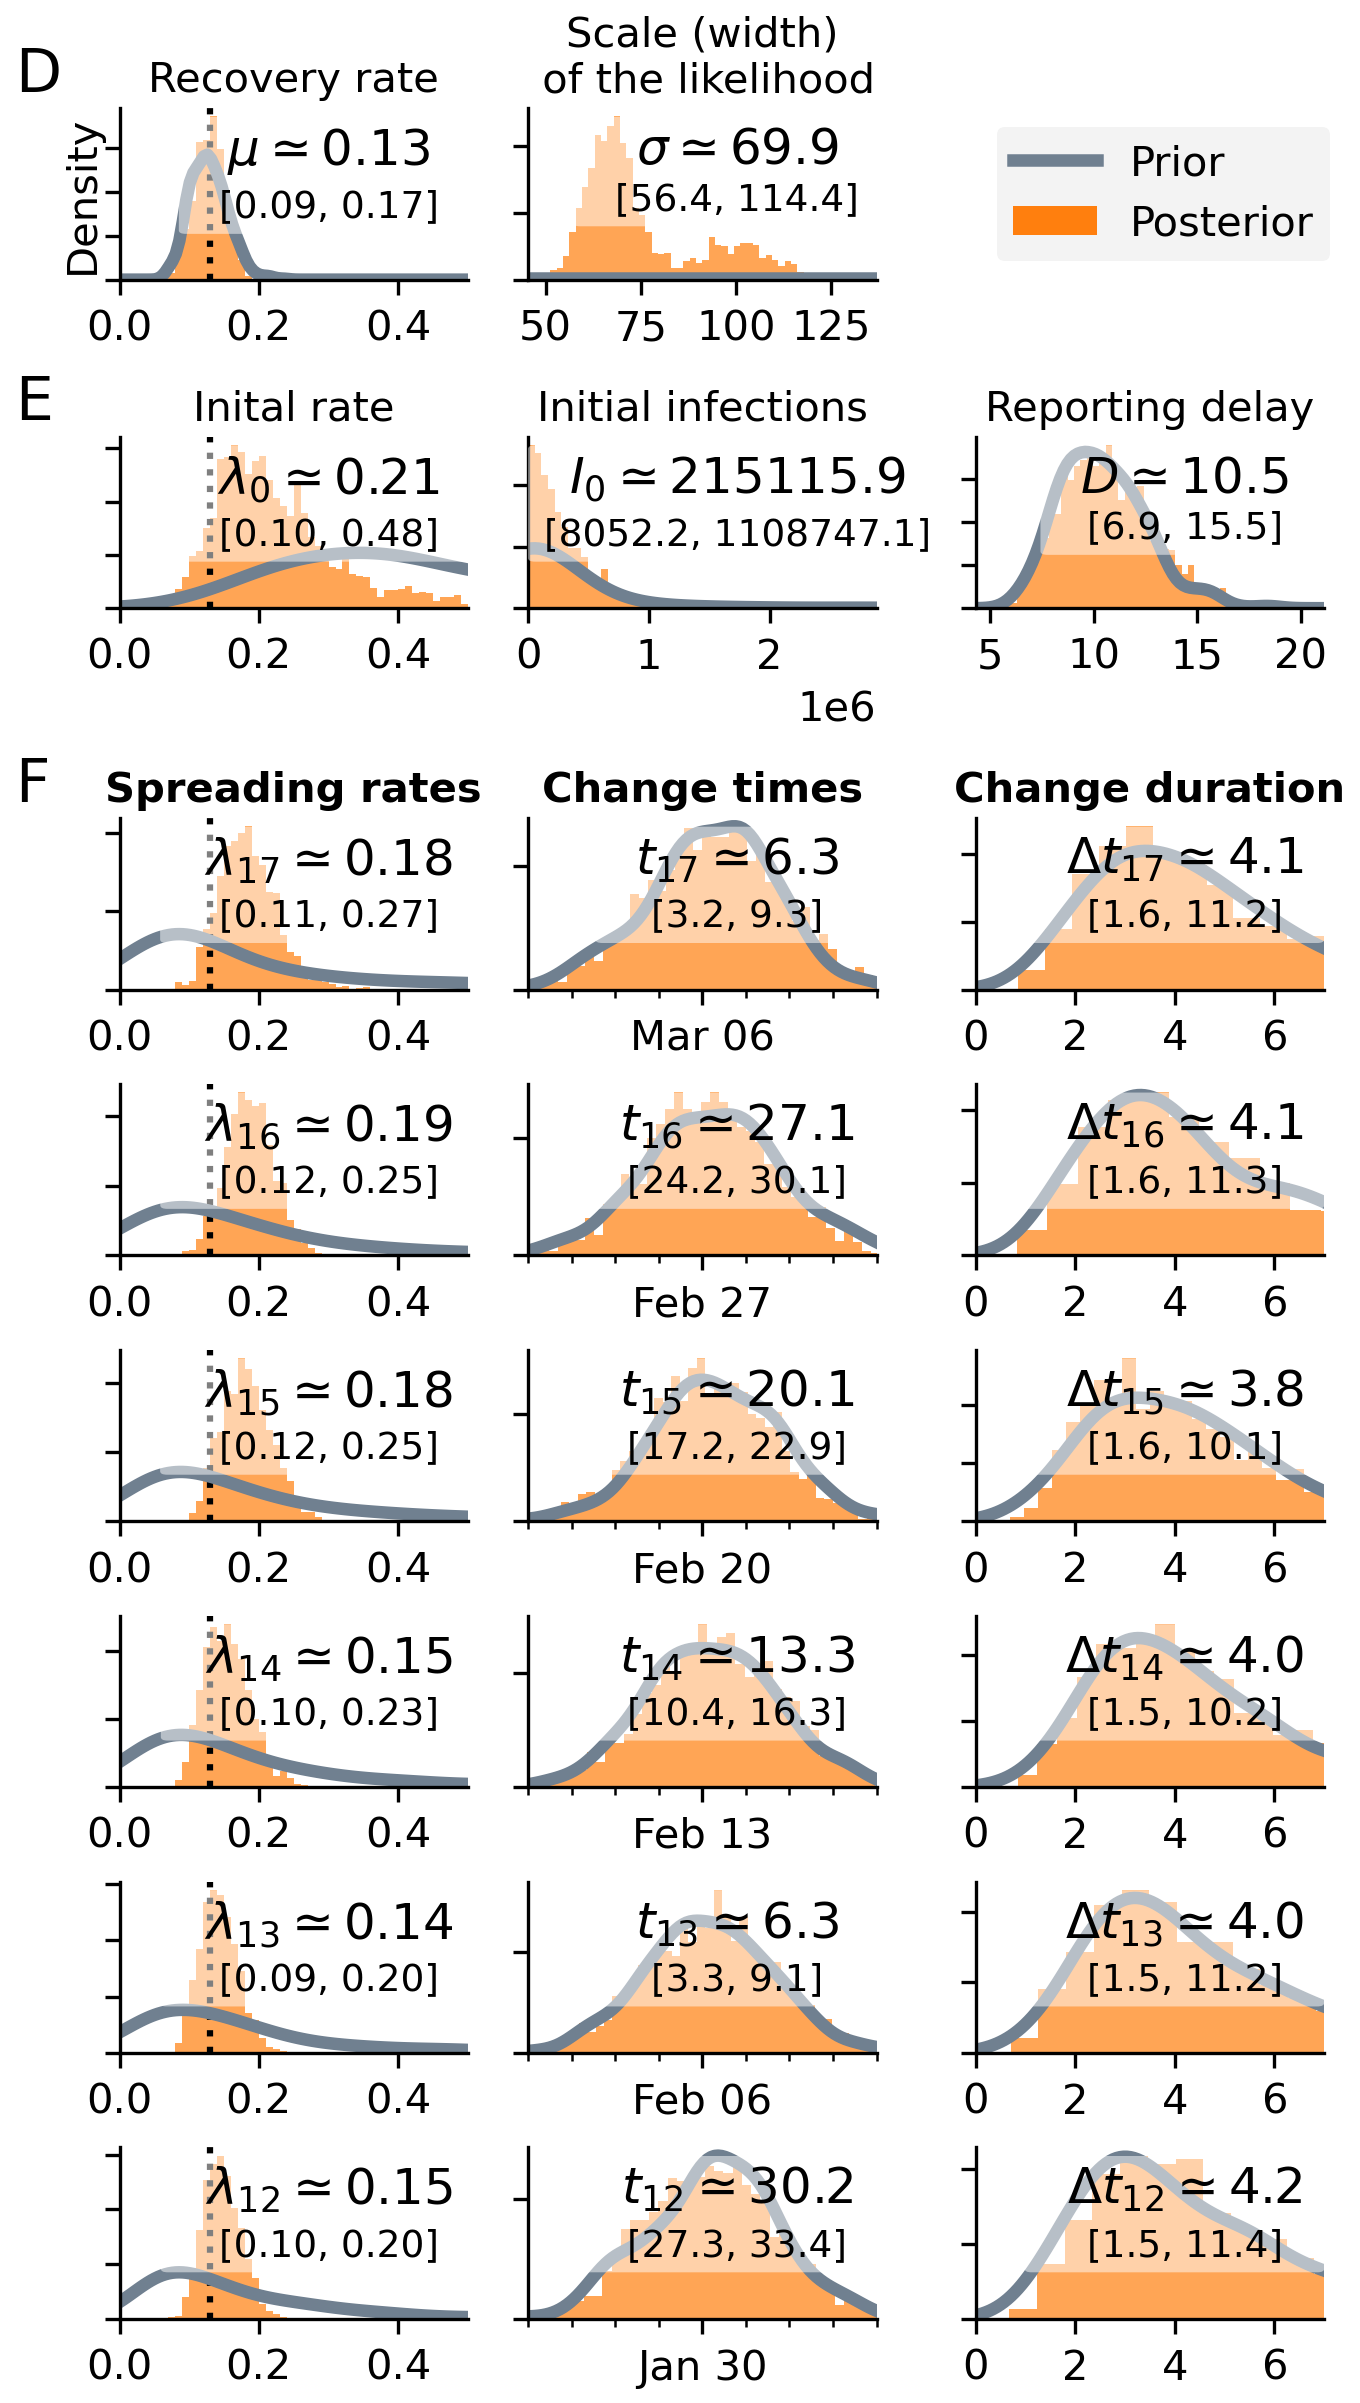 D
Recovery rate
Scale (width)
of the likelihood
Density
μ ≃ 0.13
[0.09, 0.17]
σ ≃ 69.9
[56.4, 114.4]
Prior
Posterior
0.0 0.2 0.4
50 75 100 125
E
Inital rate
Initial infections
Reporting delay
λ0 ≃ 0.21
[0.10, 0.48]
I0 ≃ 215115.9
[8052.2, 1108747.1]
D ≃ 10.5
[6.9, 15.5]
0.0 0.2 0.4
0 1 2
1e6
5 10 15 20
F
Spreading rates
Change times
Change duration
λ17 ≃ 0.18
[0.11, 0.27]
t17 ≃ 6.3
[3.2, 9.3]
Δt17 ≃ 4.1
[1.6, 11.2]
0.0 0.2 0.4
Mar 06
0 2 4 6
λ16 ≃ 0.19
[0.12, 0.25]
t16 ≃ 27.1
[24.2, 30.1]
Δt16 ≃ 4.1
[1.6, 11.3]
0.0 0.2 0.4
Feb 27
0 2 4 6
λ15 ≃ 0.18
[0.12, 0.25]
t15 ≃ 20.1
[17.2, 22.9]
Δt15 ≃ 3.8
[1.6, 10.1]
0.0 0.2 0.4
Feb 20
0 2 4 6
λ14 ≃ 0.15
[0.10, 0.23]
t14 ≃ 13.3
[10.4, 16.3]
Δt14 ≃ 4.0
[1.5, 10.2]
0.0 0.2 0.4
Feb 13
0 2 4 6
λ13 ≃ 0.14
[0.09, 0.20]
t13 ≃ 6.3
[3.3, 9.1]
Δt13 ≃ 4.0
[1.5, 11.2]
0.0 0.2 0.4
Feb 06
0 2 4 6
λ12 ≃ 0.15
[0.10, 0.20]
t12 ≃ 30.2
[27.3, 33.4]
Δt12 ≃ 4.2
[1.5, 11.4]
0.0 0.2 0.4
Jan 30
0 2 4 6